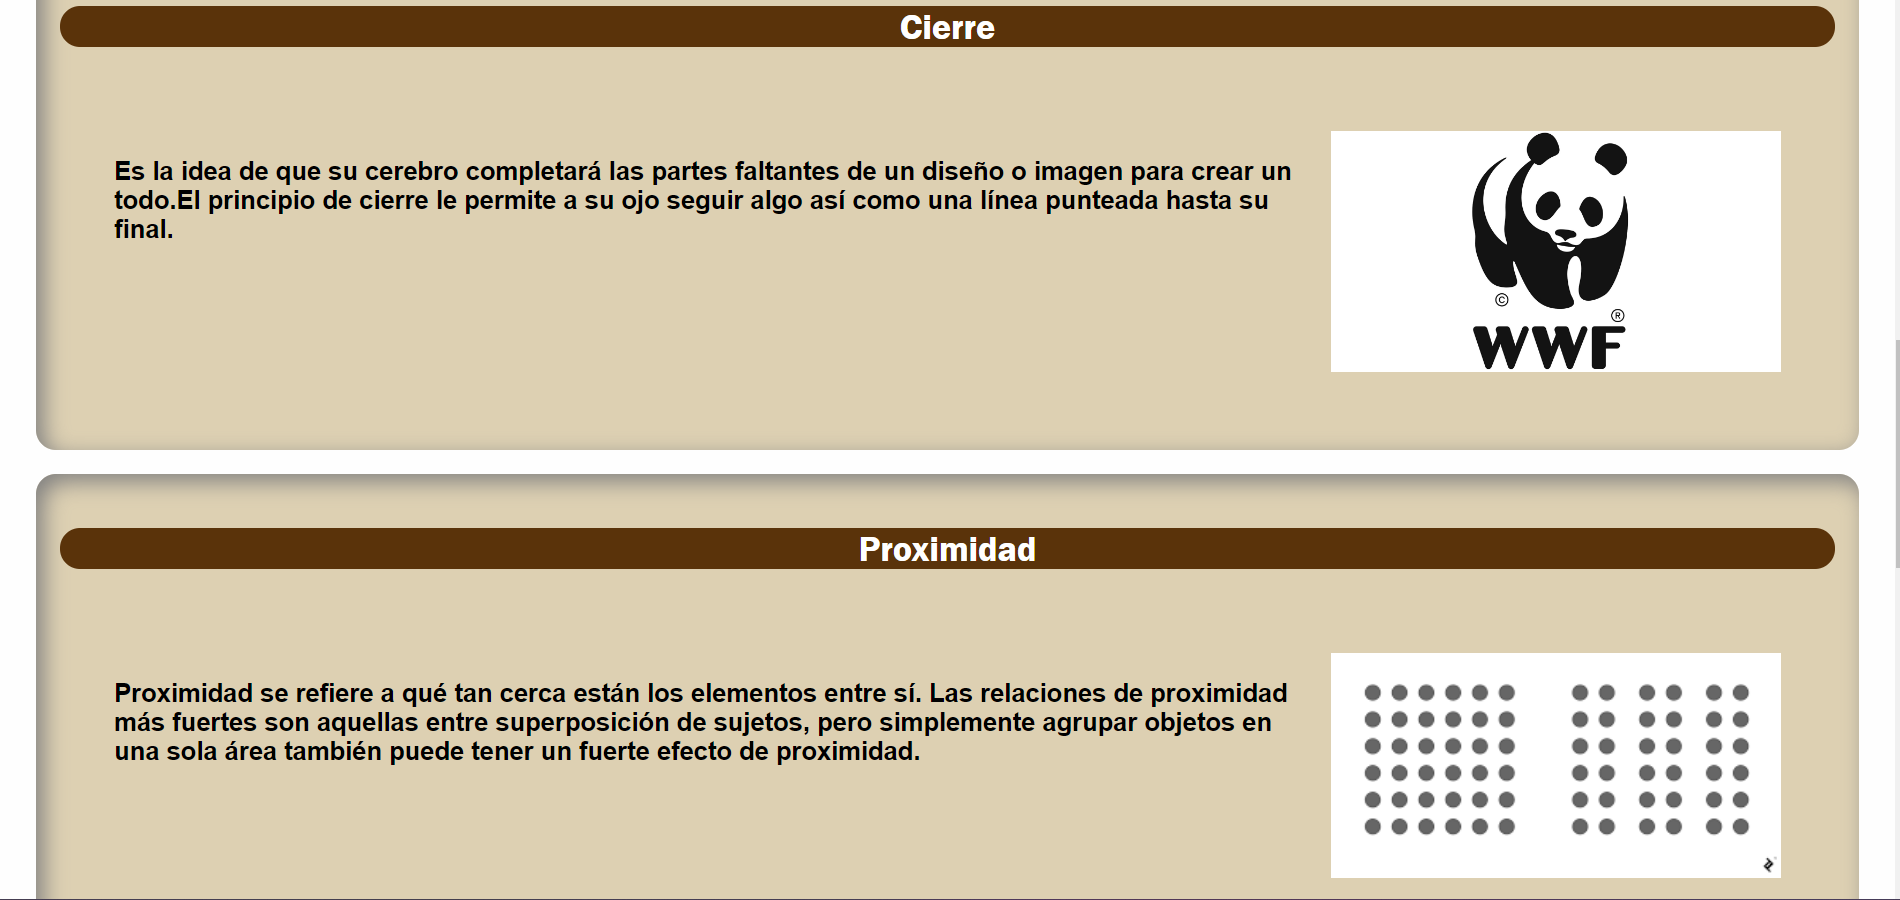 Cierre
Es la idea de que su cerebro completará las partes faltantes de un diseño o imagen para crear un
todo.El principio de cierre le permite a su ojo seguir algo así como una línea punteada hasta su
final.
©
®
WWF
Proximidad
Proximidad se refiere a qué tan cerca están los elementos entre sí. Las relaciones de proximidad
más fuertes son aquellas entre superposición de sujetos, pero simplemente agrupar objetos en
una sola área también puede tener un fuerte efecto de proximidad.